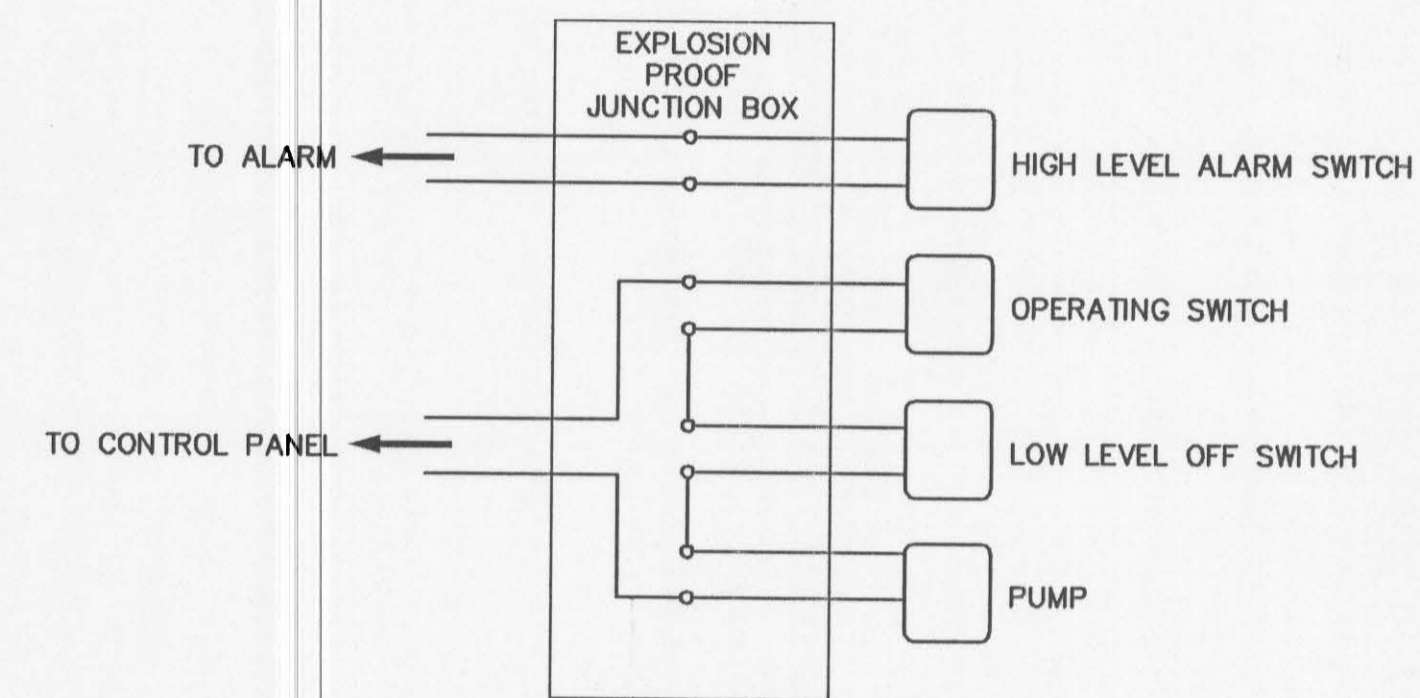 EXPLOSION
PROOF
JUNCTION BOX
TO ALARM
HIGH LEVEL ALARM SWITCH
OPERATING SWITCH
TO CONTROL PANEL
LOW LEVEL OFF SWITCH
PUMP